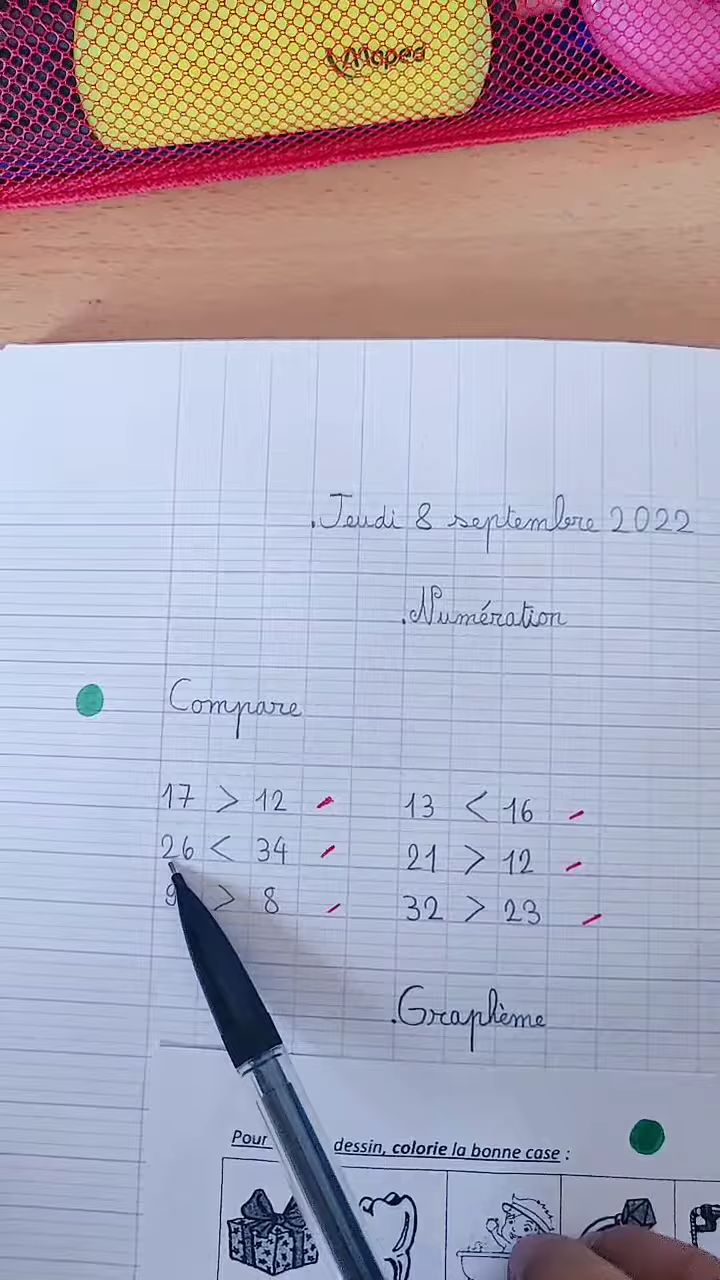 Maped
.Jeudi 8 septembre 2022
.Numération
Compare
17 > 12 13 < 16
26 < 34 21 > 12
9 > 8 32 > 23
.Graphème
Pour dessin, colorie la bonne case :